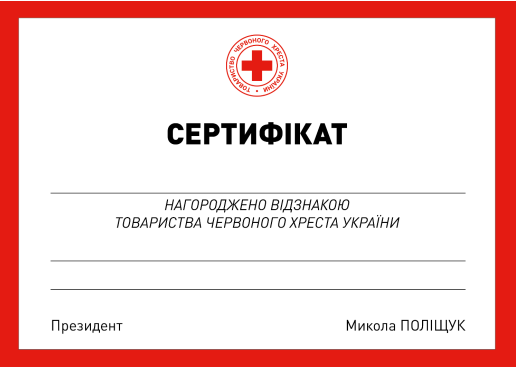 ТОВАРИСТВО ЧЕРВОНОГО ХРЕСТА УКРАЇНИ
СЕРТИФІКАТ
НАГОРОДЖЕНО ВІДЗНАКОЮ
ТОВАРИСТВА ЧЕРВОНОГО ХРЕСТА УКРАЇНИ
Президент
Микола ПОЛІЩУК